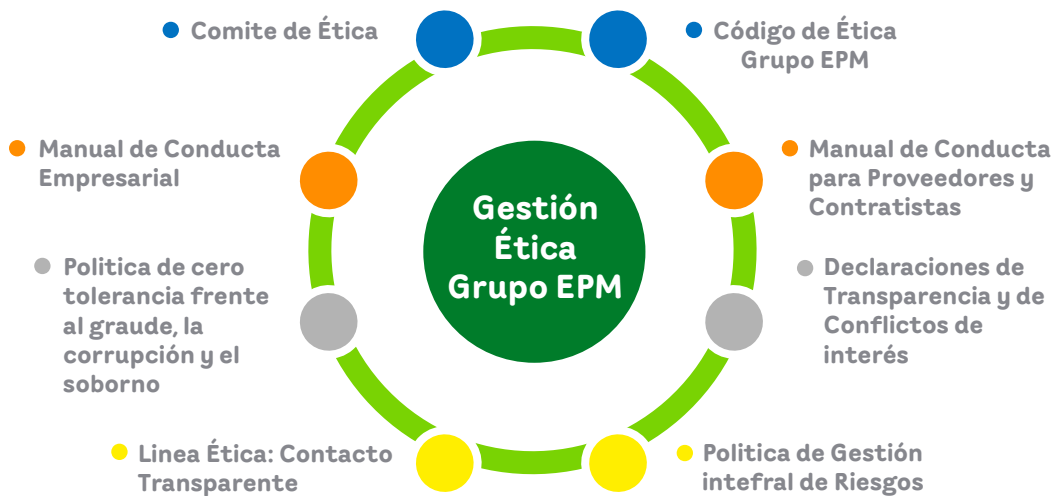 Comite de Ética
Código de Ética
Grupo EPM
Manual de Conducta
Empresarial
Manual de Conducta
para Proveedores y
Contratistas
Gestión
Ética
Grupo EPM
Politica de cero
tolerancia frente
al graude, la
corrupción y el
soborno
Declaraciones de
Transparencia y de
Conflictos de
interés
Linea Ética: Contacto
Transparente
Politica de Gestión
intefral de Riesgos